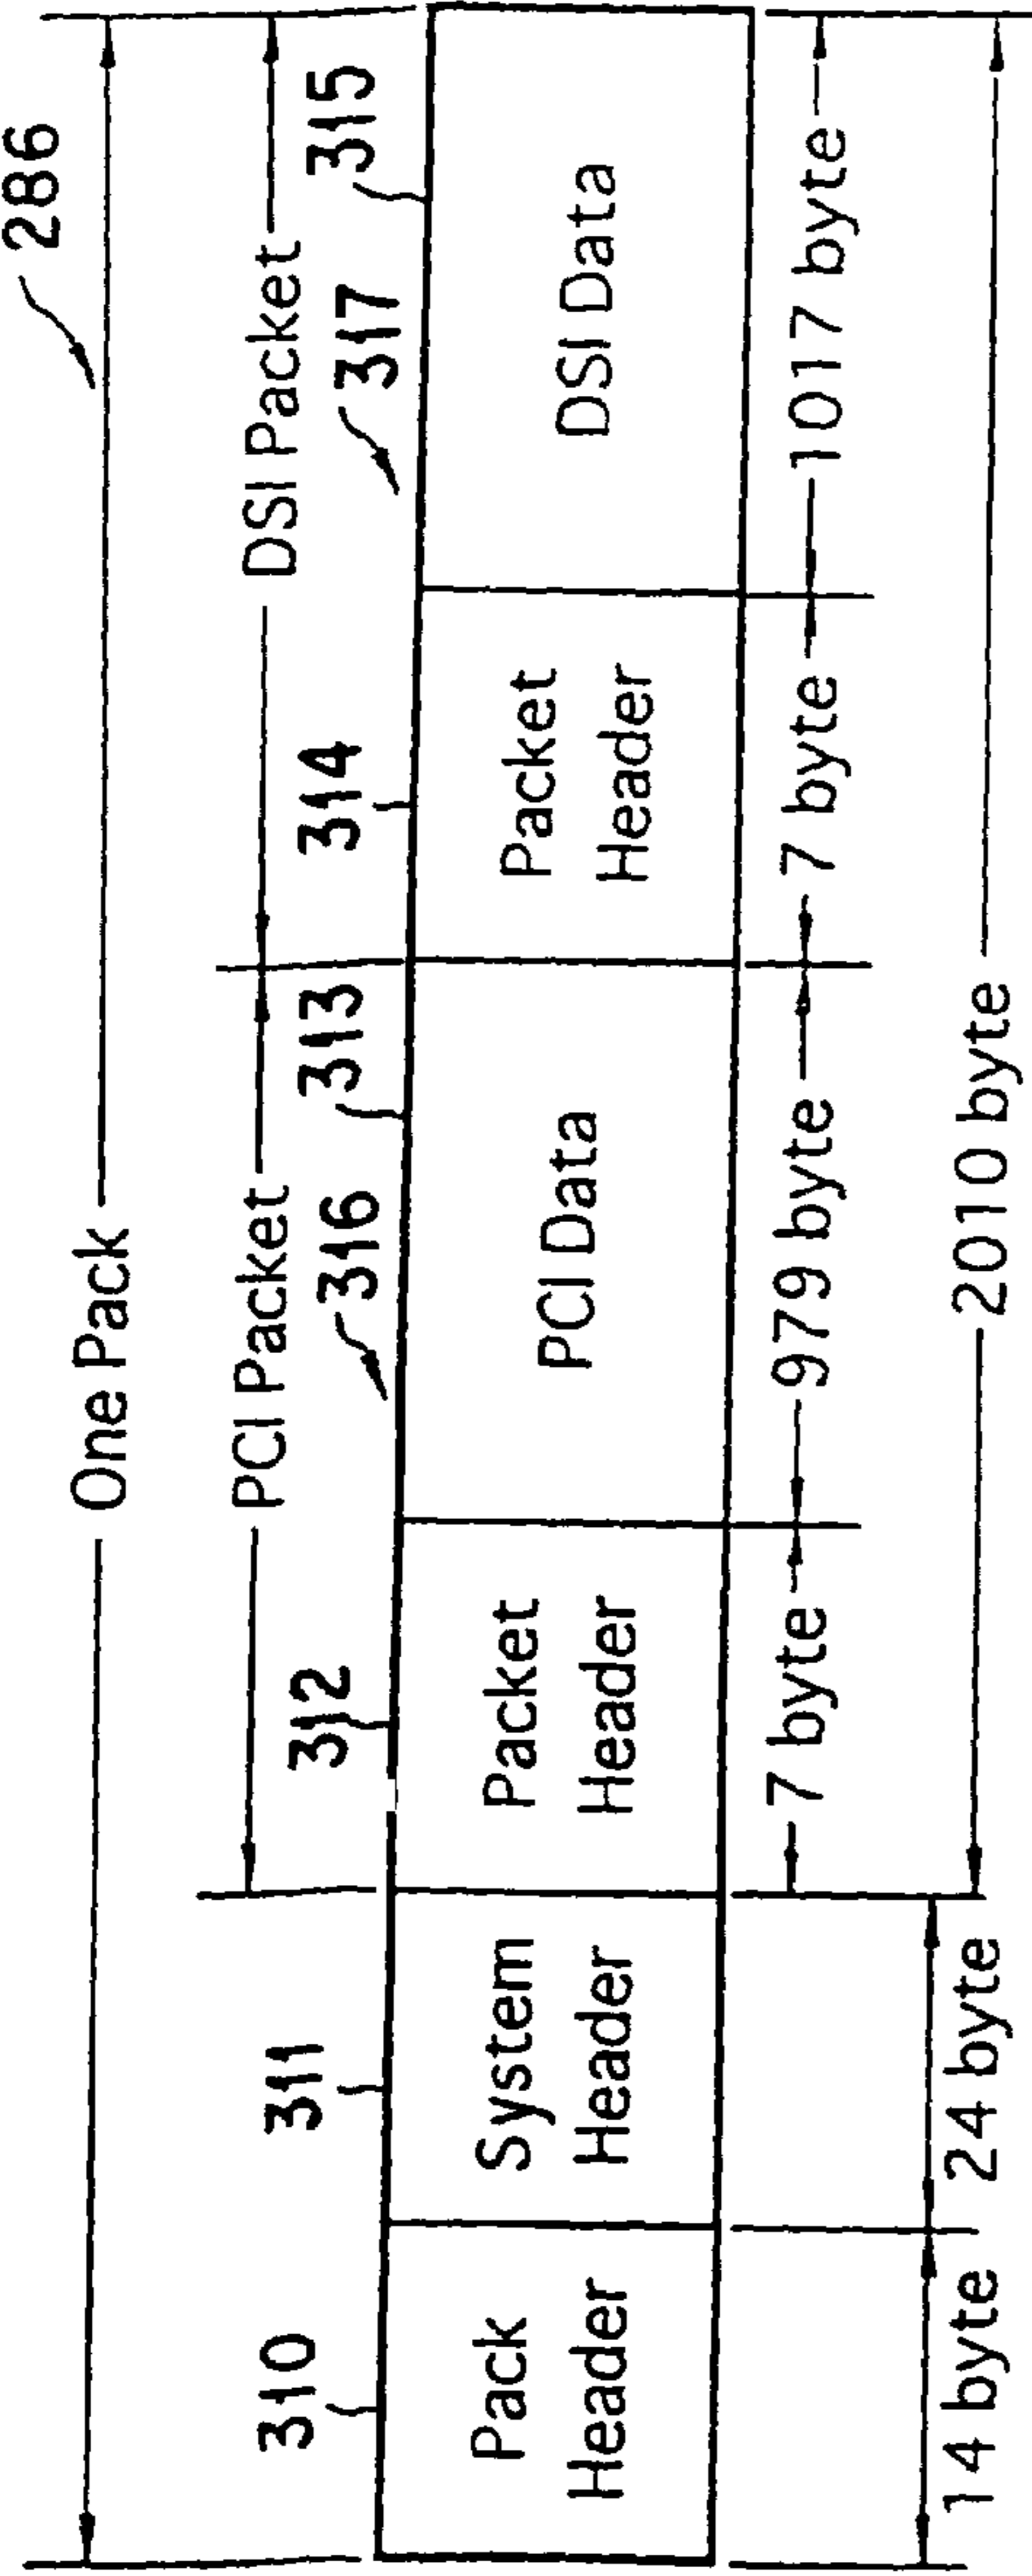 286
One Pack
PCI Packet
DSI Packet
310
311
312
316
313
314
317
315
Pack
Header
System
Header
Packet
Header
PCI Data
Packet
Header
DSI Data
7 byte
979 byte
7 byte
1017 byte
14 byte
24 byte
2010 byte